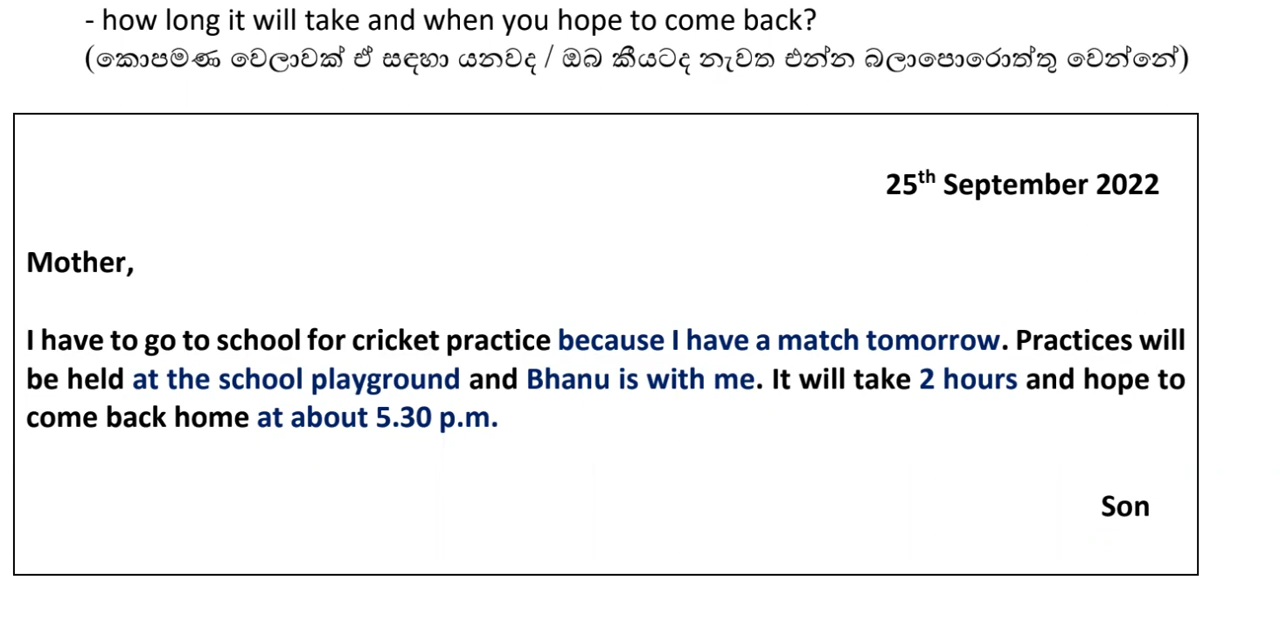 - how long it will take and when you hope to come back?
(කොපමණ වෙලාවක් ඒ සඳහා යනවද / ඔබ කීයටද නැවත එන්න බලාපොරොත්තු වෙන්නේ)
25th September 2022
Mother,
I have to go to school for cricket practice because I have a match tomorrow. Practices will
be held at the school playground and Bhanu is with me. It will take 2 hours and hope to
come back home at about 5.30 p.m.
Son